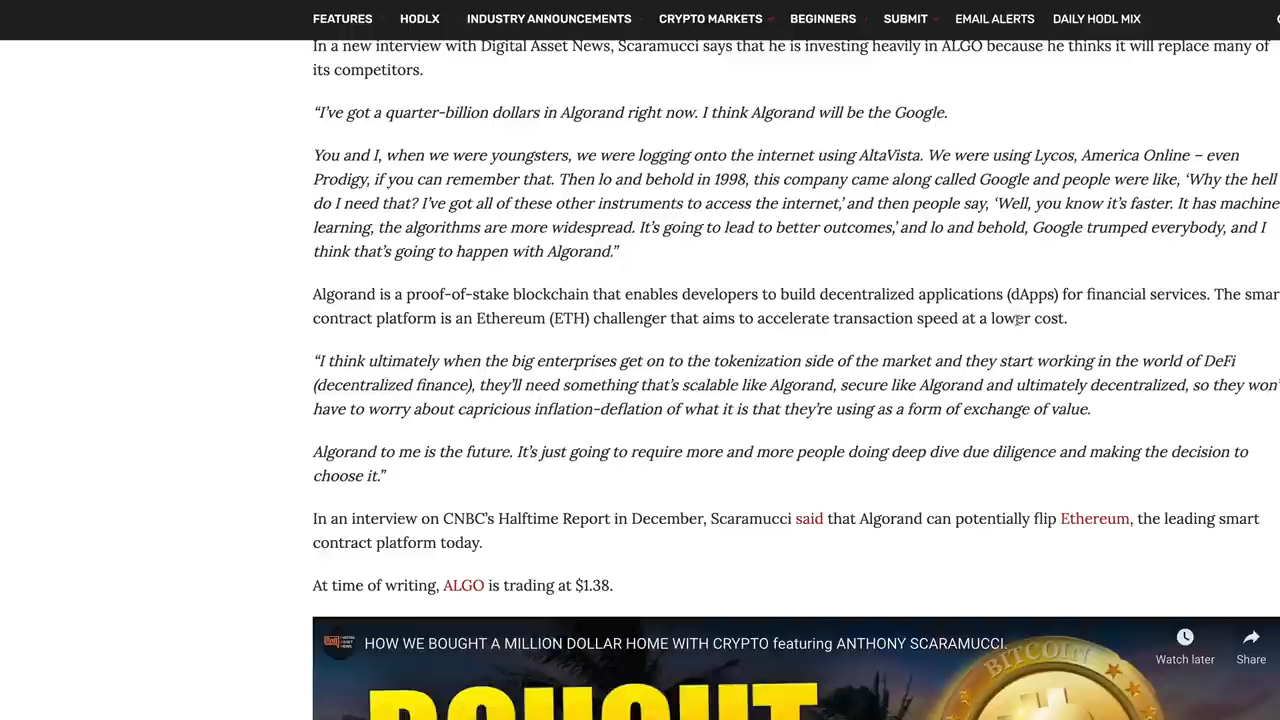 FEATURES HODLX INDUSTRY ANNOUNCEMENTS CRYPTO MARKETS BEGINNERS SUBMIT EMAIL ALERTS DAILY HODL MIX
In a new interview with Digital Asset News, Scaramucci says that he is investing heavily in ALGO because he thinks it will replace many of
its competitors.
“I’ve got a quarter-billion dollars in Algorand right now. I think Algorand will be the Google.
You and I, when we were youngsters, we were logging onto the internet using AltaVista. We were using Lycos, America Online – even
Prodigy, if you can remember that. Then lo and behold in 1998, this company came along called Google and people were like, ‘Why the hell
do I need that? I’ve got all of these other instruments to access the internet,’ and then people say, ‘Well, you know it’s faster. It has machine
learning, the algorithms are more widespread. It’s going to lead to better outcomes,’ and lo and behold, Google trumped everybody, and I
think that’s going to happen with Algorand.”
Algorand is a proof-of-stake blockchain that enables developers to build decentralized applications (dApps) for financial services. The smar
contract platform is an Ethereum (ETH) challenger that aims to accelerate transaction speed at a lower cost.
“I think ultimately when the big enterprises get on to the tokenization side of the market and they start working in the world of DeFi
(decentralized finance), they’ll need something that’s scalable like Algorand, secure like Algorand and ultimately decentralized, so they won’
have to worry about capricious inflation-deflation of what it is that they’re using as a form of exchange of value.
Algorand to me is the future. It’s just going to require more and more people doing deep dive due diligence and making the decision to
choose it.”
In an interview on CNBC’s Halftime Report in December, Scaramucci said that Algorand can potentially flip Ethereum, the leading smart
contract platform today.
At time of writing, ALGO is trading at $1.38.
HOW WE BOUGHT A MILLION DOLLAR HOME WITH CRYPTO featuring ANTHONY SCARAMUCCI.
Watch later Share
BITCOIN
BOUGHT